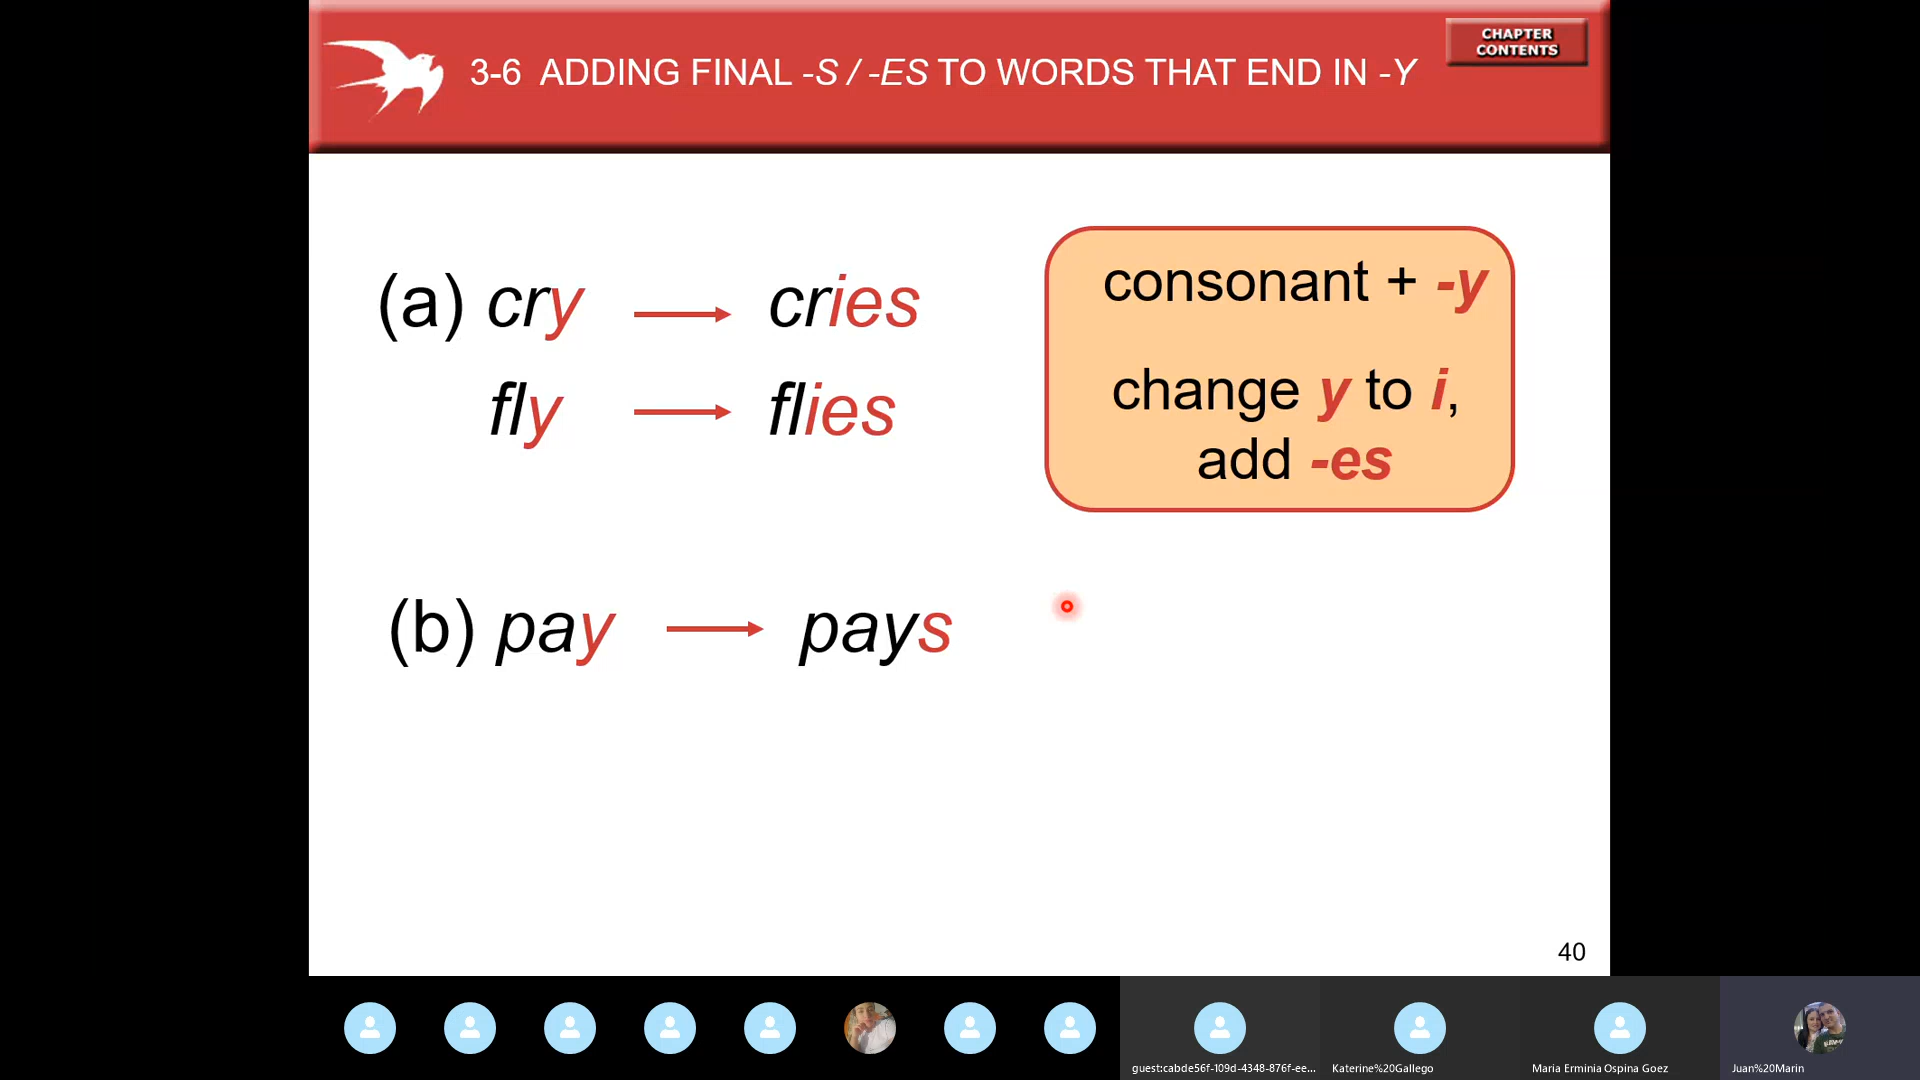 3-6 ADDING FINAL -S / -ES TO WORDS THAT END IN -Y
CHAPTER
CONTENTS
(a) cry cries
fly flies
consonant + -y
change y to i,
add -es
(b) pay pays
40
guest:cabde56f-109d-4348-876f-ee...
Katerine%20Gallego
Maria Erminia Ospina Goez
Juan%20Marin